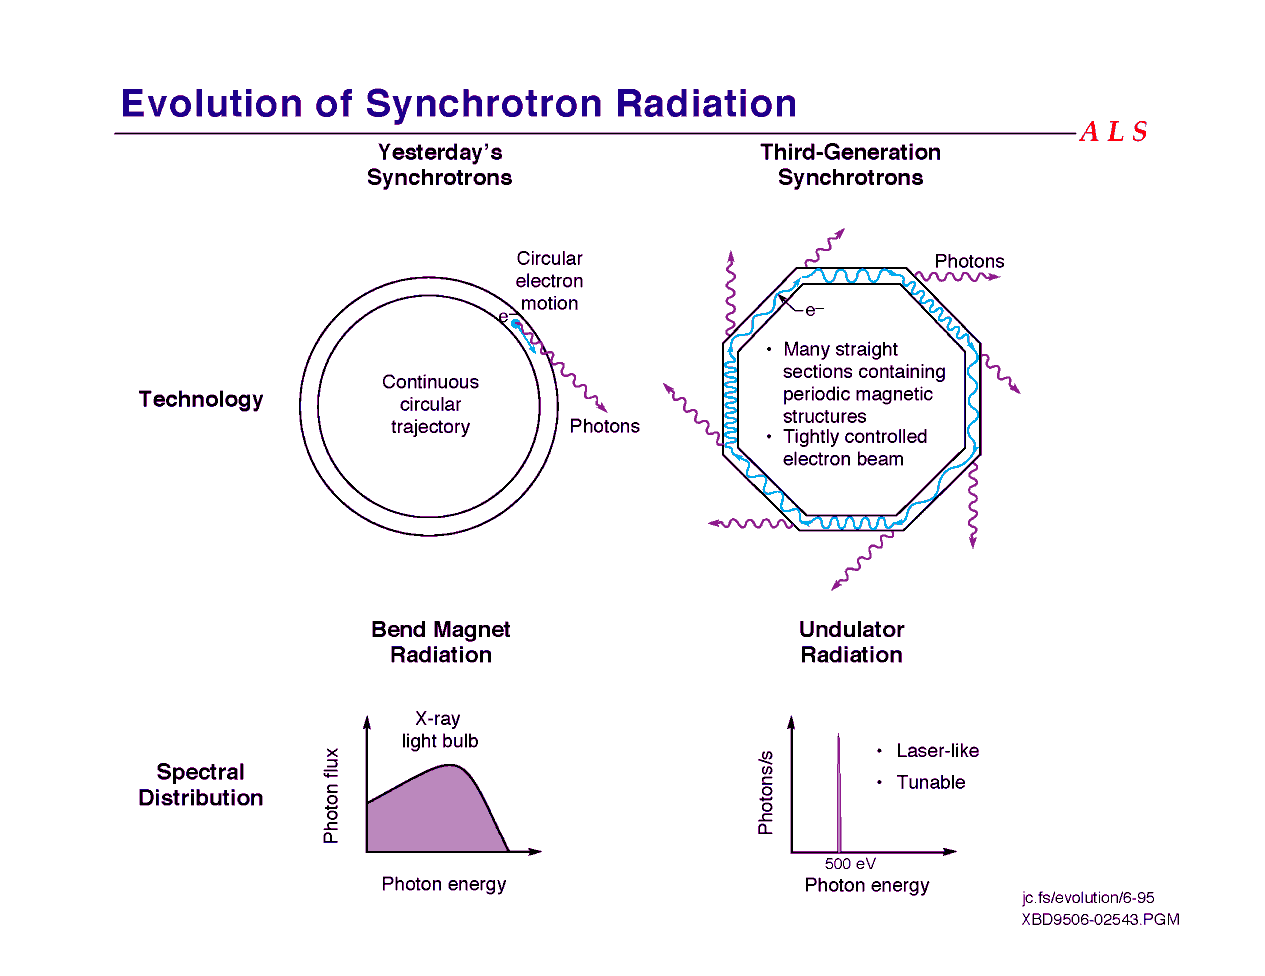 Evolution of Synchrotron Radiation
ALS
Yesterday's
Synchrotrons
Third-Generation
Synchrotrons
Technology
Circular
electron
motion
e–
Continuous
circular
trajectory
Photons
Photons
e–
• Many straight
sections containing
periodic magnetic
structures
• Tightly controlled
electron beam
Bend Magnet
Radiation
Undulator
Radiation
Spectral
Distribution
X-ray
light bulb
Photon flux
Photon energy
Photons/s
• Laser-like
• Tunable
500 eV
Photon energy
jc.fs/evolution/6-95
XBD9506-02543.PGM